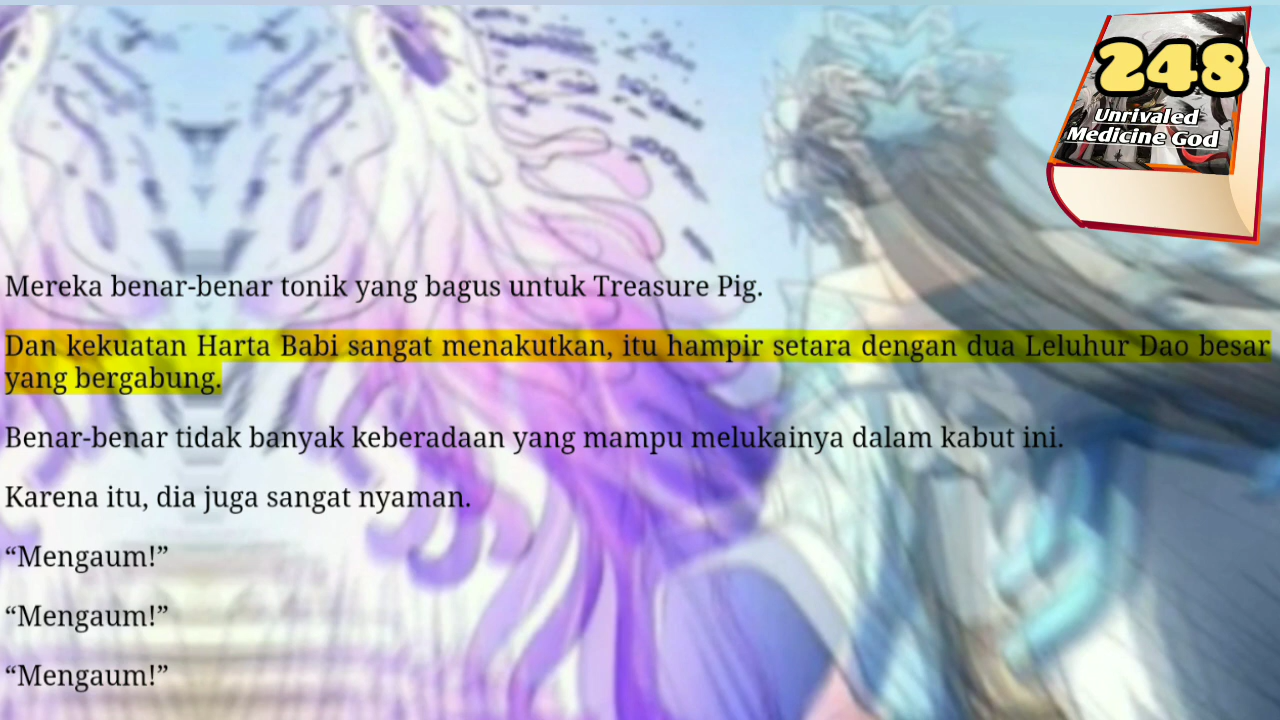 248
Unrivaled
Medicine God
Mereka benar-benar tonik yang bagus untuk Treasure Pig.
Dan kekuatan Harta Babi sangat menakutkan, itu hampir setara dengan dua Leluhur Dao besar
yang bergabung.
Benar-benar tidak banyak keberadaan yang mampu melukainya dalam kabut ini.
Karena itu, dia juga sangat nyaman.
“Mengaum!”
“Mengaum!”
“Mengaum!”